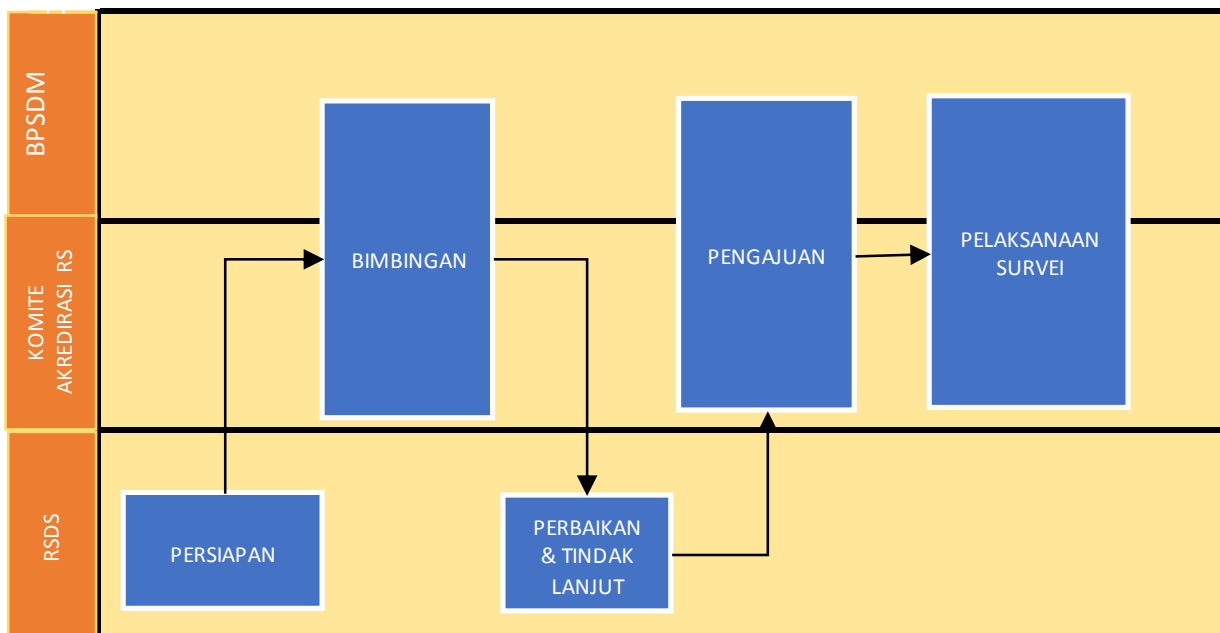 BPSDM
BIMBINGAN
PENGAJUAN
PELAKSANAAN
SURVEI
KOMITE
AKREDIRASI RS
RSDS
PERSIAPAN
PERBAIKAN
& TINDAK
LANJUT